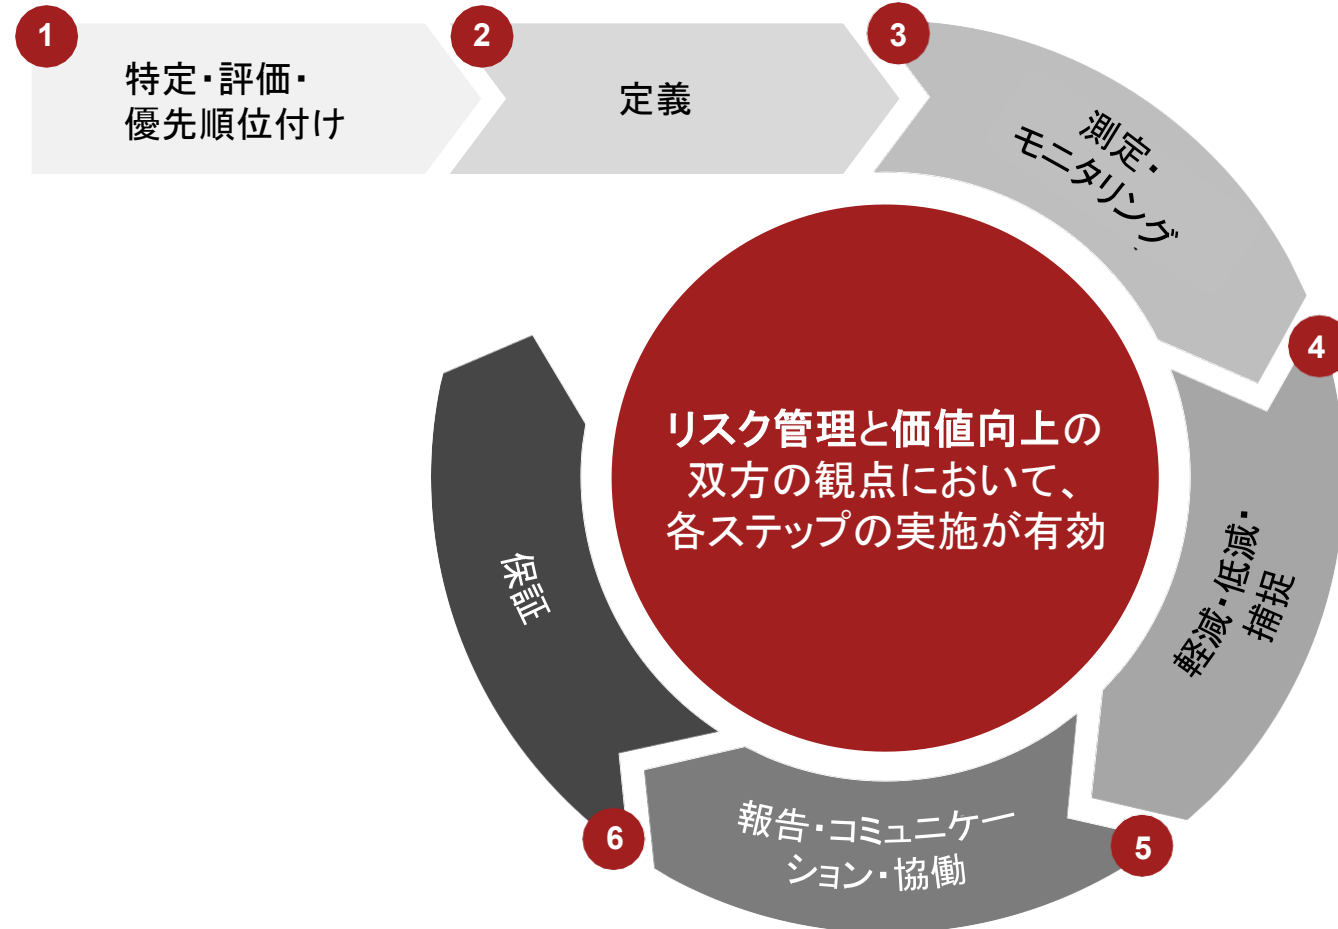 1
特定・評価・
優先順位付け
2
定義
3
測定・
モニタリング
4
軽減・低減・
捕捉
5
報告・コミュニケー
ション・協働
6
保証
リスク管理と価値向上の
双方の観点において、
各ステップの実施が有効